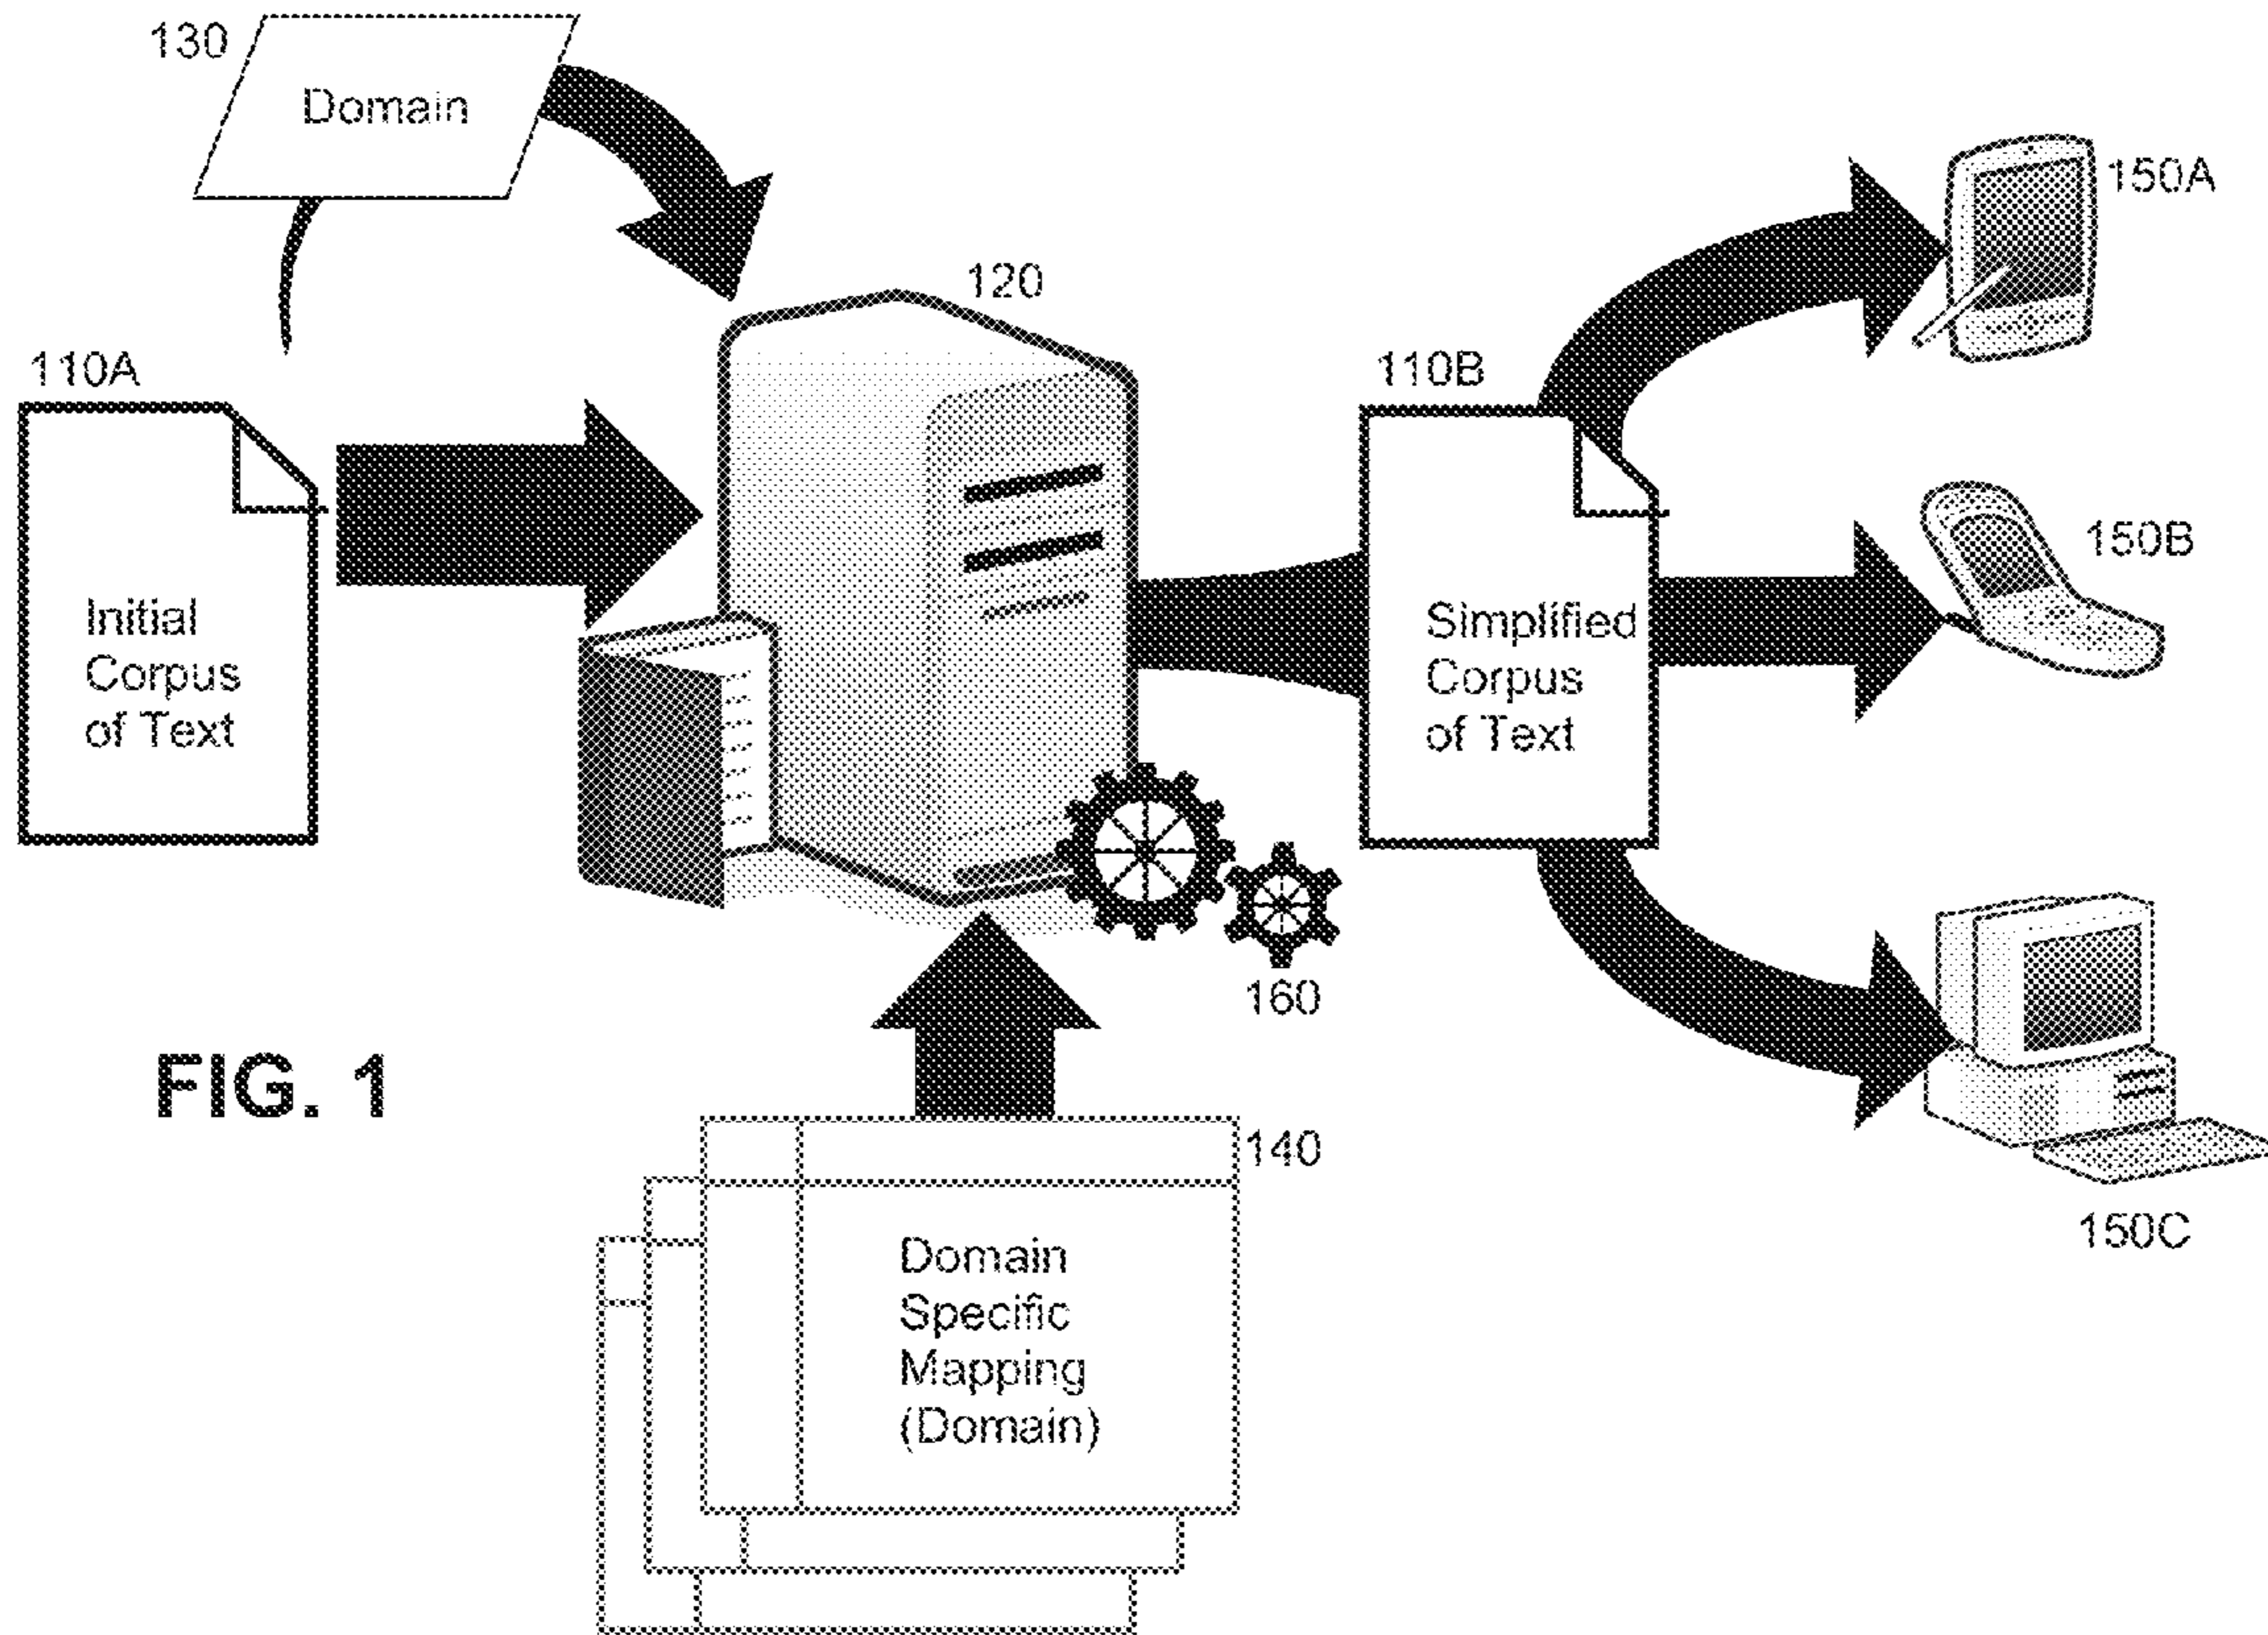 130
Domain
120
150A
110A
110B
150B
Initial
Corpus
of Text
Simplified
Corpus
of Text
160
FIG. 1
140
Domain
Specific
Mapping
(Domain)
150C